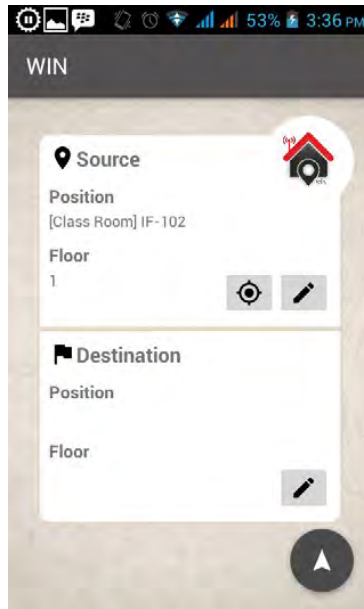 53% 3:36 PM
WIN
Source
Position
[Class Room] IF-102
Floor
1
Destination
Position
Floor